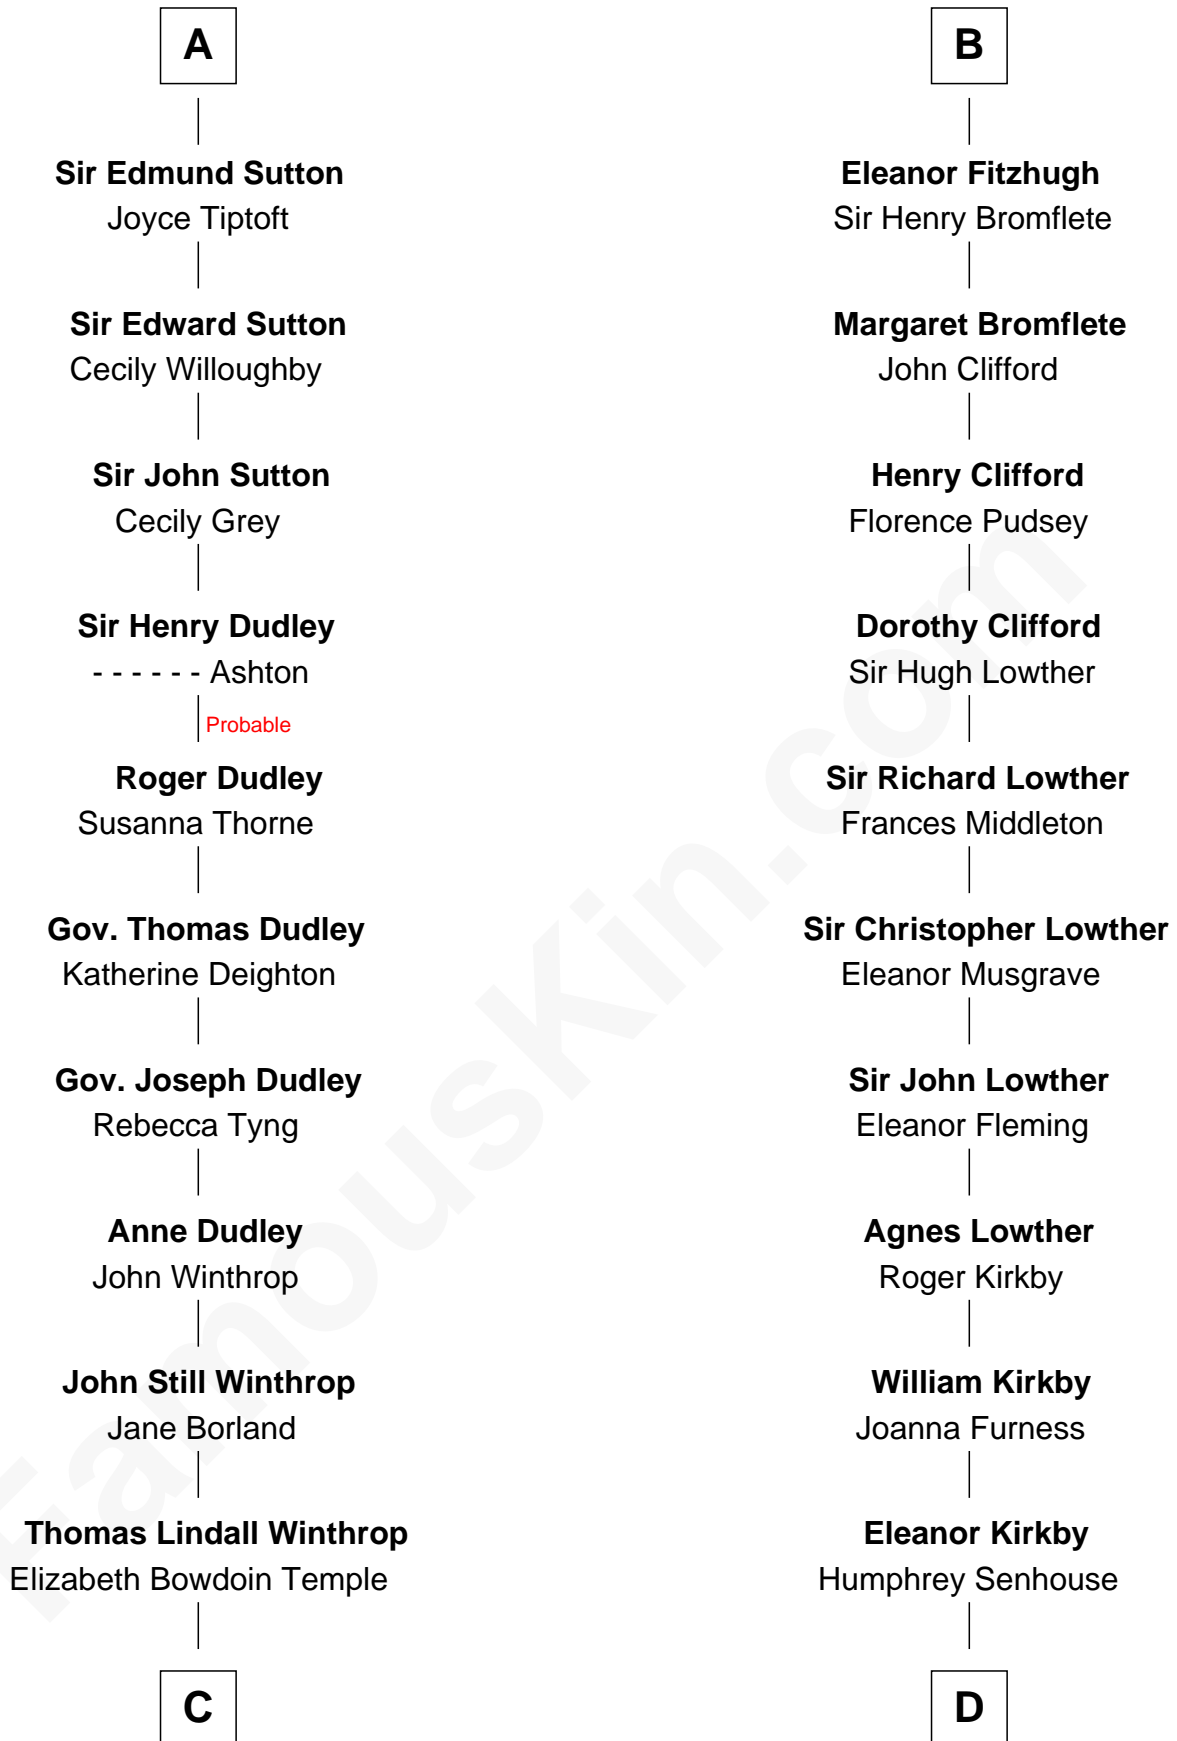 A
Sir Edmund Sutton
Joyce Tiptoft
Sir Edward Sutton
Cecily Willoughby
Sir John Sutton
Cecily Grey
Sir Henry Dudley
- - - - - - Ashton
Probable
Roger Dudley
Susanna Thorne
Gov. Thomas Dudley
Katherine Deighton
Gov. Joseph Dudley
Rebecca Tyng
Anne Dudley
John Winthrop
John Still Winthrop
Jane Borland
Thomas Lindall Winthrop
Elizabeth Bowdoin Temple
C
B
Eleanor Fitzhugh
Sir Henry Bromflete
Margaret Bromflete
John Clifford
Henry Clifford
Florence Pudsey
Dorothy Clifford
Sir Hugh Lowther
Sir Richard Lowther
Frances Middleton
Sir Christopher Lowther
Eleanor Musgrave
Sir John Lowther
Eleanor Fleming
Agnes Lowther
Roger Kirkby
William Kirkby
Joanna Furness
Eleanor Kirkby
Humphrey Senhouse
D
FamousKin.com